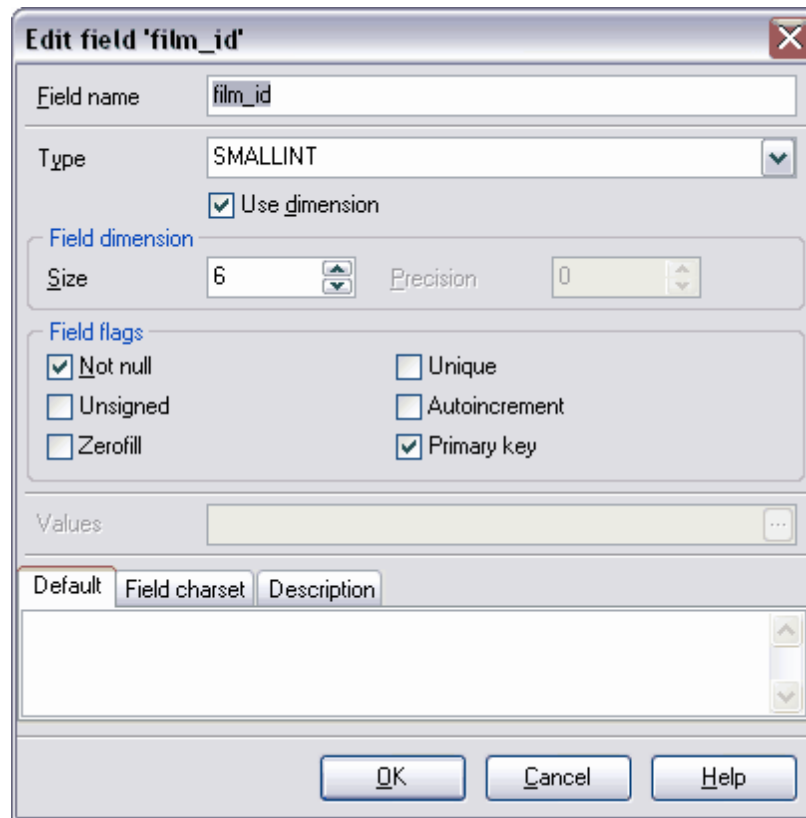 Edit field 'film_id'
Field name film_id
Type SMALLINT
Use dimension
Field dimension
Size 6 Precision 0
Field flags
Not null Unique
Unsigned Autoincrement
Zerofill Primary key
Values ...
Default Field charset Description
OK Cancel Help